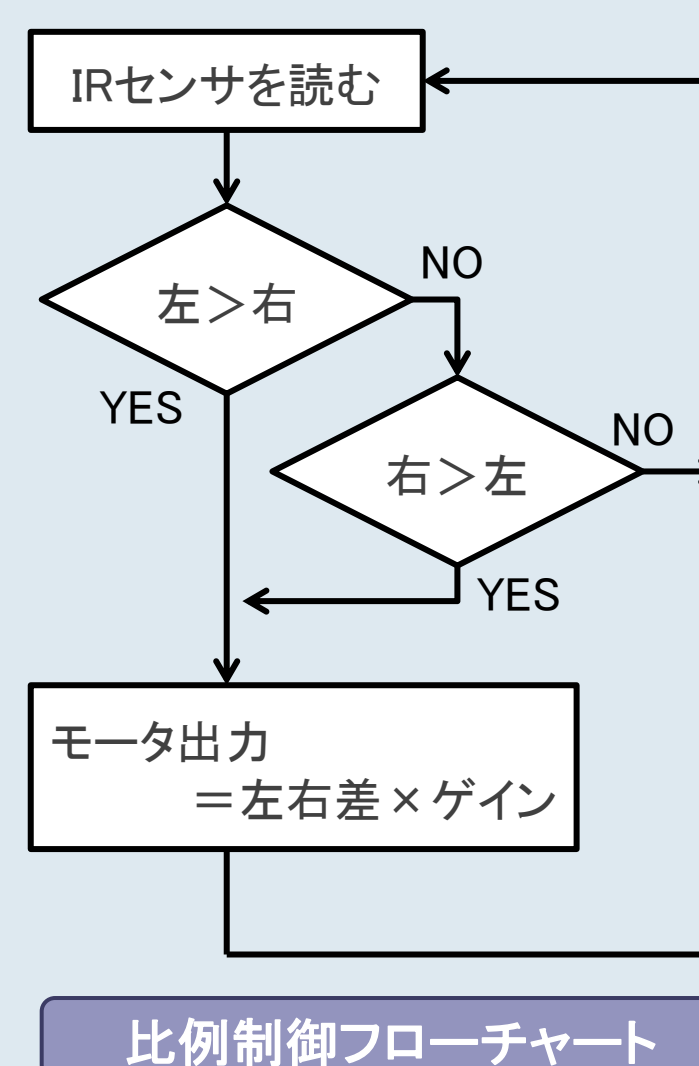 IRセンサを読む
左＞右
NO
YES
右＞左
NO
YES
モータ出力
＝左右差×ゲイン
比例制御フローチャート